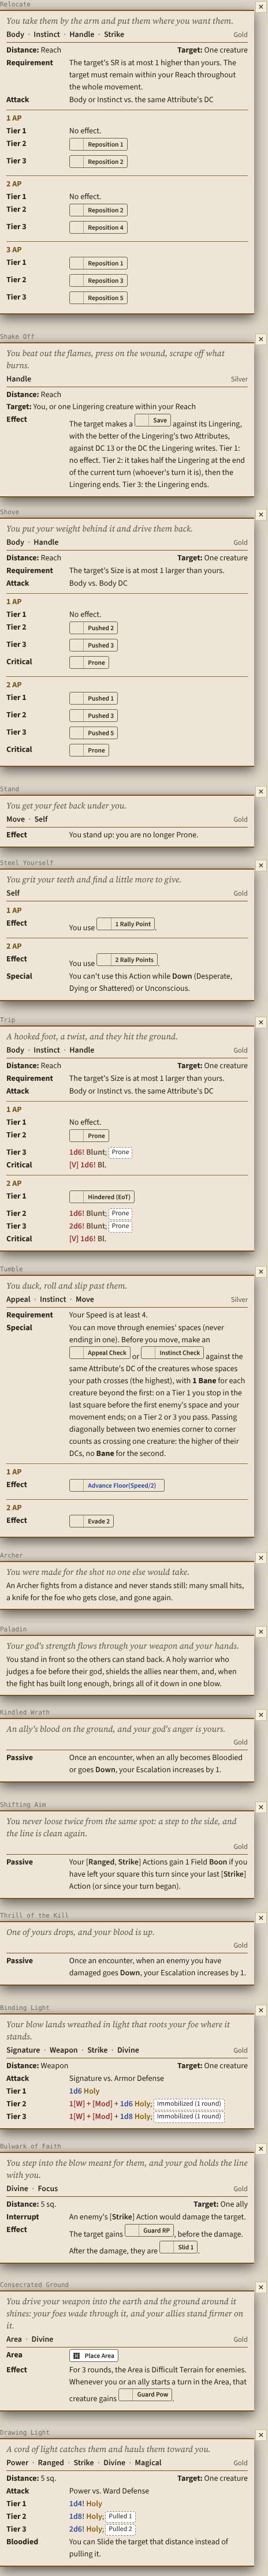 Relocate
You take them by the arm and put them where you want them.
Body · Instinct · Handle · Strike Gold
Distance: Reach Target: One creature
Requirement The target's SR is at most 1 higher than yours. The
target must remain within your Reach throughout
the whole movement.
Attack Body or Instinct vs. the same Attribute's DC
1 AP
Tier 1 No effect.
Tier 2 Reposition 1
Tier 3 Reposition 2
2 AP
Tier 1 No effect.
Tier 2 Reposition 2
Tier 3 Reposition 4
3 AP
Tier 1 Reposition 1
Tier 2 Reposition 3
Tier 3 Reposition 5
Shake Off
You beat out the flames, press on the wound, scrape off what
burns.
Handle Silver
Distance: Reach
Target: You, or one Lingering creature within your Reach
Effect The target makes a Save against its Lingering,
with the better of the Lingering's two Attributes,
against DC 13 or the DC the Lingering writes. Tier 1:
no effect. Tier 2: it takes half the Lingering at the end
of the current turn (whoever's turn it is), then the
Lingering ends. Tier 3: the Lingering ends.
Shove
You put your weight behind it and drive them back.
Body · Handle Gold
Distance: Reach Target: One creature
Requirement The target's Size is at most 1 larger than yours.
Attack Body vs. Body DC
1 AP
Tier 1 No effect.
Tier 2 Pushed 2
Tier 3 Pushed 3
Critical Prone
2 AP
Tier 1 Pushed 1
Tier 2 Pushed 3
Tier 3 Pushed 5
Critical Prone
Stand
You get your feet back under you.
Move · Self Gold
Effect You stand up: you are no longer Prone.
Steel Yourself
You grit your teeth and find a little more to give.
Self Gold
1 AP
Effect You use 1 Rally Point.
2 AP
Effect You use 2 Rally Points.
Special You can't use this Action while Down (Desperate,
Dying or Shattered) or Unconscious.
Trip
A hooked foot, a twist, and they hit the ground.
Body · Instinct · Handle Gold
Distance: Reach Target: One creature
Requirement The target's Size is at most 1 larger than yours.
Attack Body or Instinct vs. the same Attribute's DC
1 AP
Tier 1 No effect.
Tier 2 Prone
Tier 3 1d6! Blunt; Prone
Critical [V] 1d6! Bl.
2 AP
Tier 1 Hindered (EoT)
Tier 2 1d6! Blunt; Prone
Tier 3 2d6! Blunt; Prone
Critical [V] 1d6! Bl.
Tumble
You duck, roll and slip past them.
Appeal · Instinct · Move Silver
Requirement Your Speed is at least 4.
Special You can move through enemies' spaces (never
ending in one). Before you move, make an
Appeal Check or Instinct Check against the
same Attribute's DC of the creatures whose spaces
your path crosses (the highest), with 1 Bane for each
creature beyond the first: on a Tier 1 you stop in the
last square before the first enemy's space and your
movement ends; on a Tier 2 or 3 you pass. Passing
diagonally between two enemies corner to corner
counts as crossing one creature: the higher of their
DCs, no Bane for the second.
1 AP
Effect Advance Floor(Speed/2)
2 AP
Effect Evade 2
Archer
You were made for the shot no one else would take.
An Archer fights from a distance and never stands still: many small hits,
a knife for the foe who gets close, and gone again.
Paladin
Your god's strength flows through your weapon and your hands.
You stand in front so the others can stand back. A holy warrior who
judges a foe before their god, shields the allies near them, and, when
the fight has built long enough, brings all of it down in one blow.
Kindled Wrath
An ally's blood on the ground, and your god's anger is yours.
Gold
Passive Once an encounter, when an ally becomes Bloodied
or goes Down, your Escalation increases by 1.
Shifting Aim
You never loose twice from the same spot: a step to the side, and
the line is clean again.
Gold
Passive Your [Ranged, Strike] Actions gain 1 Field Boon if you
have left your square this turn since your last [Strike]
Action (or since your turn began).
Thrill of the Kill
One of yours drops, and your blood is up.
Gold
Passive Once an encounter, when an enemy you have
damaged goes Down, your Escalation increases by 1.
Binding Light
Your blow lands wreathed in light that roots your foe where it
stands.
Signature · Weapon · Strike · Divine Gold
Distance: Weapon Target: One creature
Attack Signature vs. Armor Defense
Tier 1 1d6 Holy
Tier 2 1[W] + [Mod] + 1d6 Holy; Immobilized (1 round)
Tier 3 1[W] + [Mod] + 1d8 Holy; Immobilized (1 round)
Bulwark of Faith
You step into the blow meant for them, and your god holds the line
with you.
Divine · Focus Gold
Distance: 5 sq. Target: One ally
Interrupt An enemy's [Strike] Action would damage the target.
Effect The target gains Guard RP, before the damage.
After the damage, they are Slid 1.
Consecrated Ground
You drive your weapon into the earth and the ground around it
shines: your foes wade through it, and your allies stand firmer on
it.
Area · Divine Gold
Area Place Area
Effect For 3 rounds, the Area is Difficult Terrain for enemies.
Whenever you or an ally starts a turn in the Area, that
creature gains Guard Pow.
Drawing Light
A cord of light catches them and hauls them toward you.
Power · Ranged · Strike · Divine · Magical Gold
Distance: 5 sq. Target: One creature
Attack Power vs. Ward Defense
Tier 1 1d4! Holy
Tier 2 1d8! Holy; Pulled 1
Tier 3 2d6! Holy; Pulled 2
Bloodied You can Slide the target that distance instead of
pulling it.